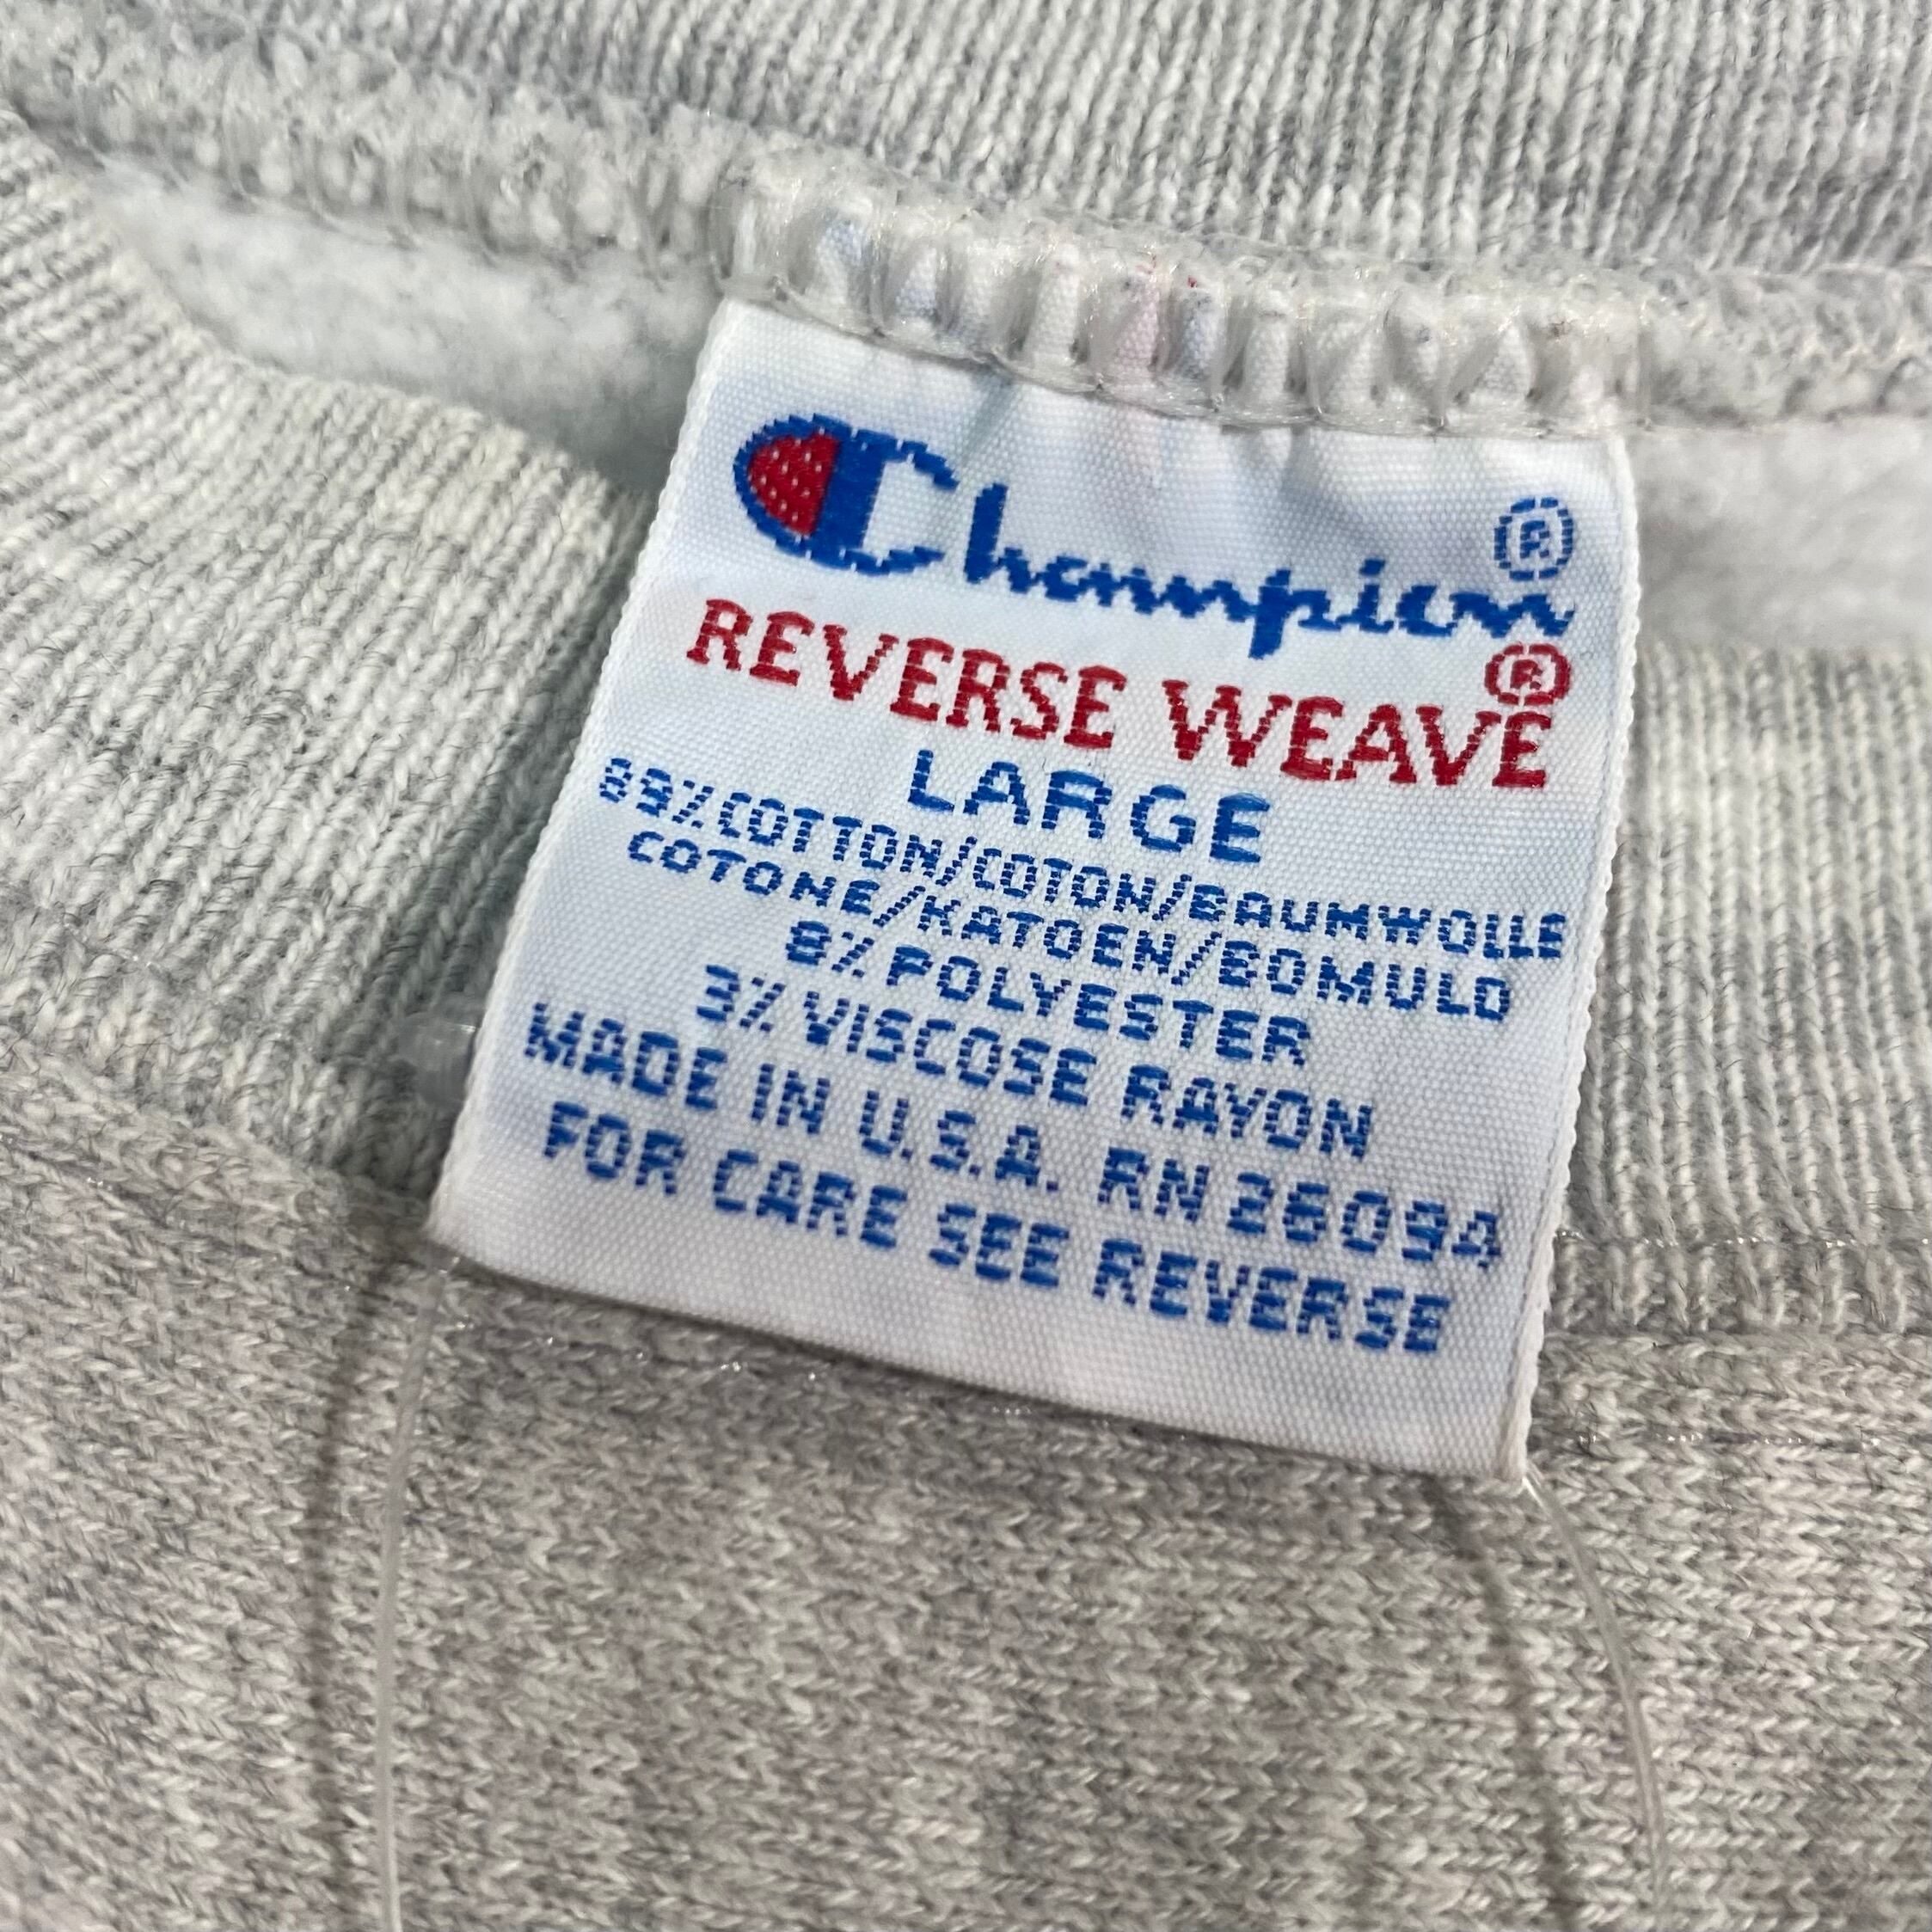 Champion®
REVERSE WEAVE®
LARGE
89% COTTON/COTON/BAUMWOLLE
COTONE/KATOEN/BOMULD
8% POLYESTER
3% VISCOSE RAYON
MADE IN U.S.A. RN 26094
FOR CARE SEE REVERSE